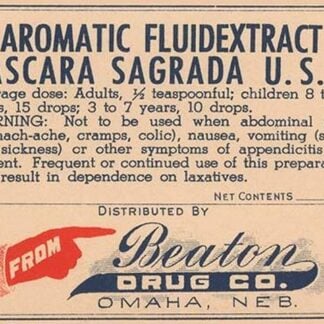 AROMATIC FLUIDEXTRACT
ASCARA SAGRADA U. S.
rage dose: Adults, ½ teaspoonful; children 8 t
s, 15 drops; 3 to 7 years, 10 drops.
RNING: Not to be used when abdominal
mach-ache, cramps, colic), nausea, vomiting (s
sickness) or other symptoms of appendicitis
ent. Frequent or continued use of this prepara
result in dependence on laxatives.
NET CONTENTS
DISTRIBUTED BY
FROM
Beaton
DRUG CO.
OMAHA, NEB.